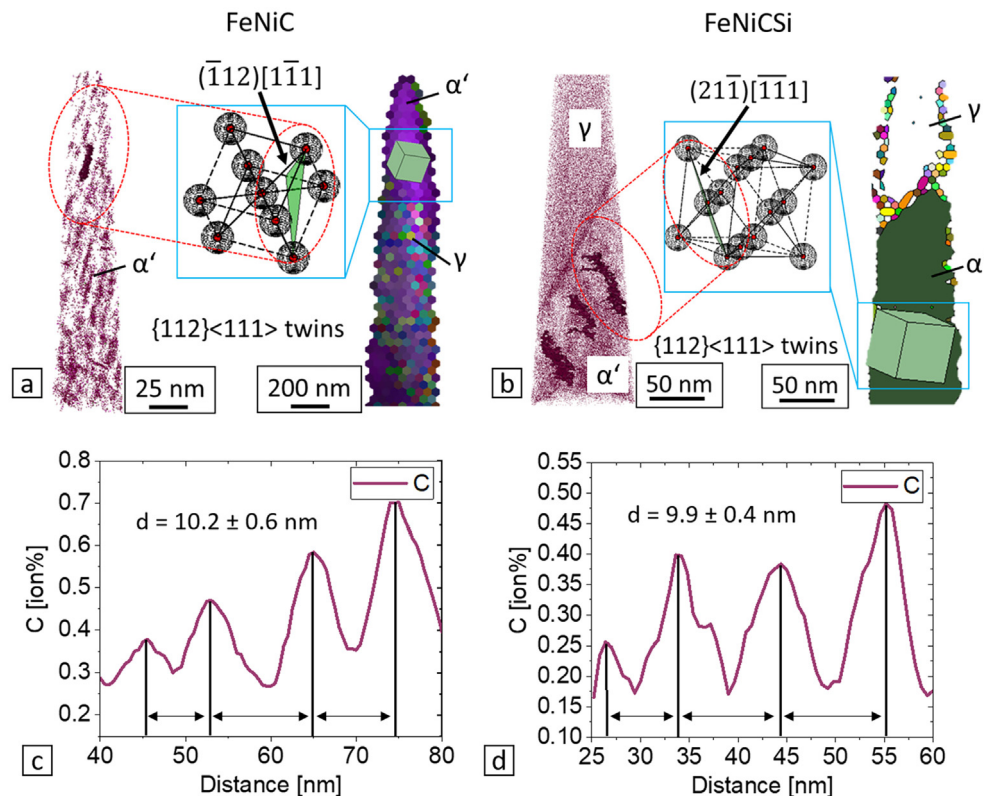 FeNiC
FeNiCSi
(1̅12)[11̅1]
α‘
γ
α‘
{112}<111> twins
a
25 nm
200 nm
γ
(211̅)[1̅1̅1]
γ
α
α‘
{112}<111> twins
b
50 nm
50 nm
0.8
0.7
0.6
0.5
0.4
0.3
0.2
C [ion%]
C
d = 10.2 ± 0.6 nm
40 50 60 70 80
Distance [nm]
c
0.55
0.50
0.45
0.40
0.35
0.30
0.25
0.20
0.15
0.10
C [ion%]
C
d = 9.9 ± 0.4 nm
25 30 35 40 45 50 55 60
Distance [nm]
d